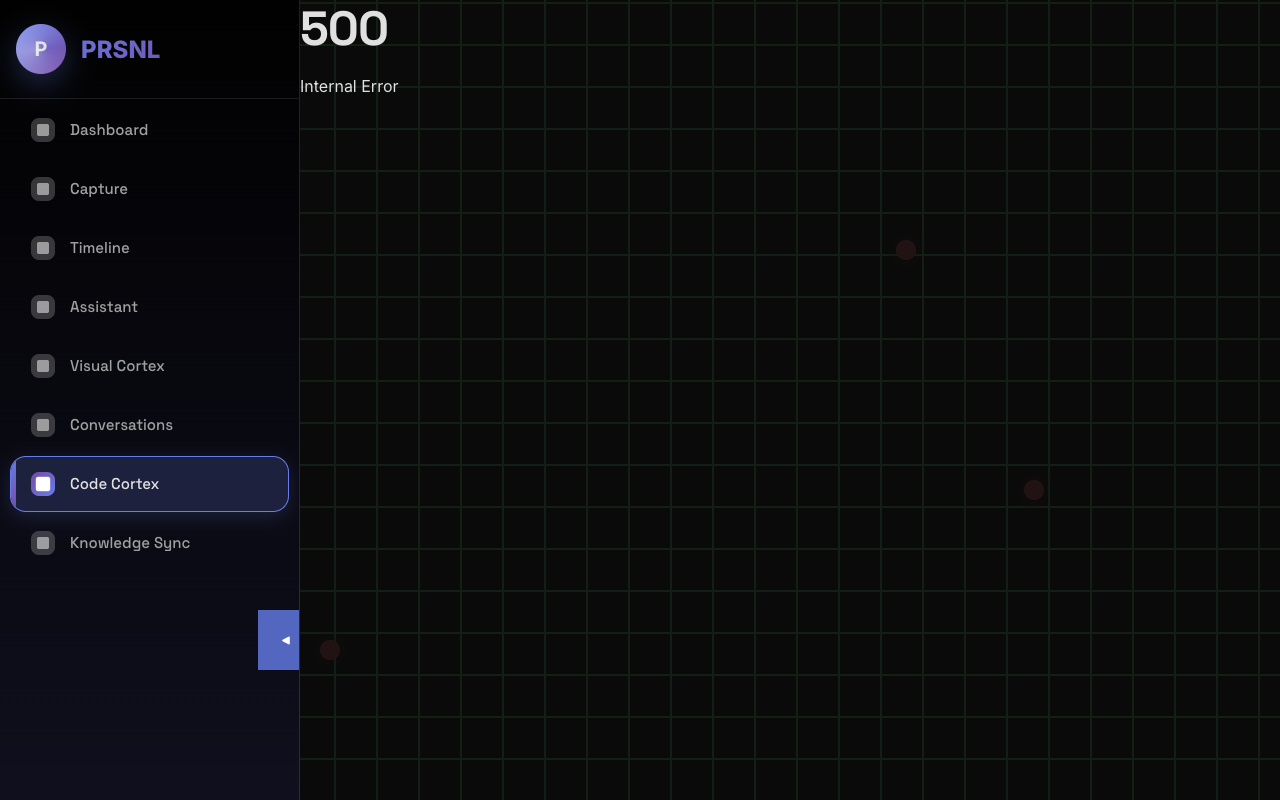 P
PRSNL
Dashboard
Capture
Timeline
Assistant
Visual Cortex
Conversations
Code Cortex
Knowledge Sync
◂
500
Internal Error